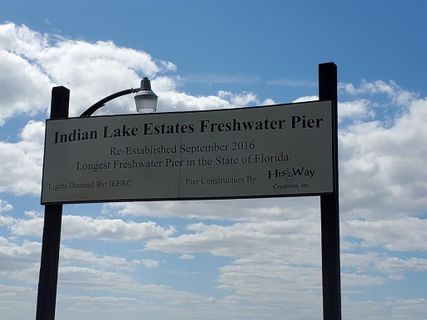 Indian Lake Estates Freshwater Pier
Re-Established September 2016
Longest Freshwater Pier in the State of Florida.
Lights Donated By: ILERC
Pier Construction By: His Way
Creations, Inc.